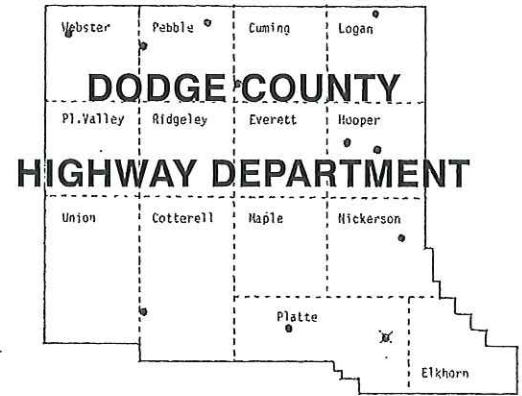 Webster Pebble Cuming Logan
DODGE COUNTY
Pl.Valley Ridgeley Everett Hooper
HIGHWAY DEPARTMENT
Union Cotterell Maple Nickerson
Platte
Elkhorn